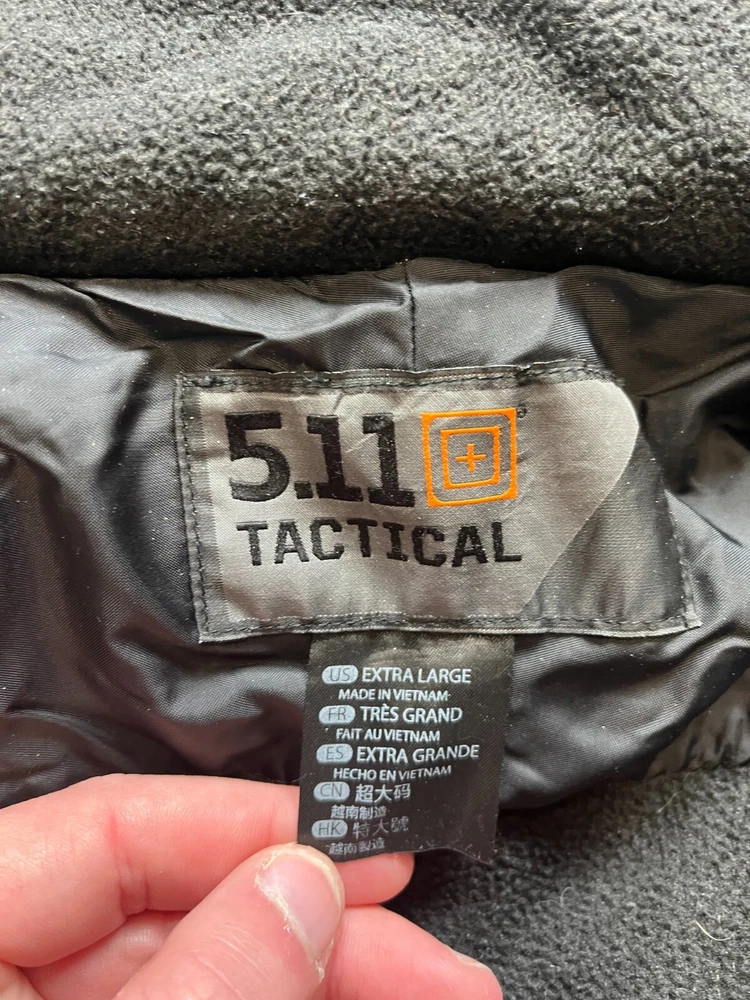 5.11®
TACTICAL
US EXTRA LARGE
MADE IN VIETNAM
FR TRÈS GRAND
FAIT AU VIETNAM
ES EXTRA GRANDE
HECHO EN VIETNAM
CN 超大码
越南制造
HK 特大號
越南製造